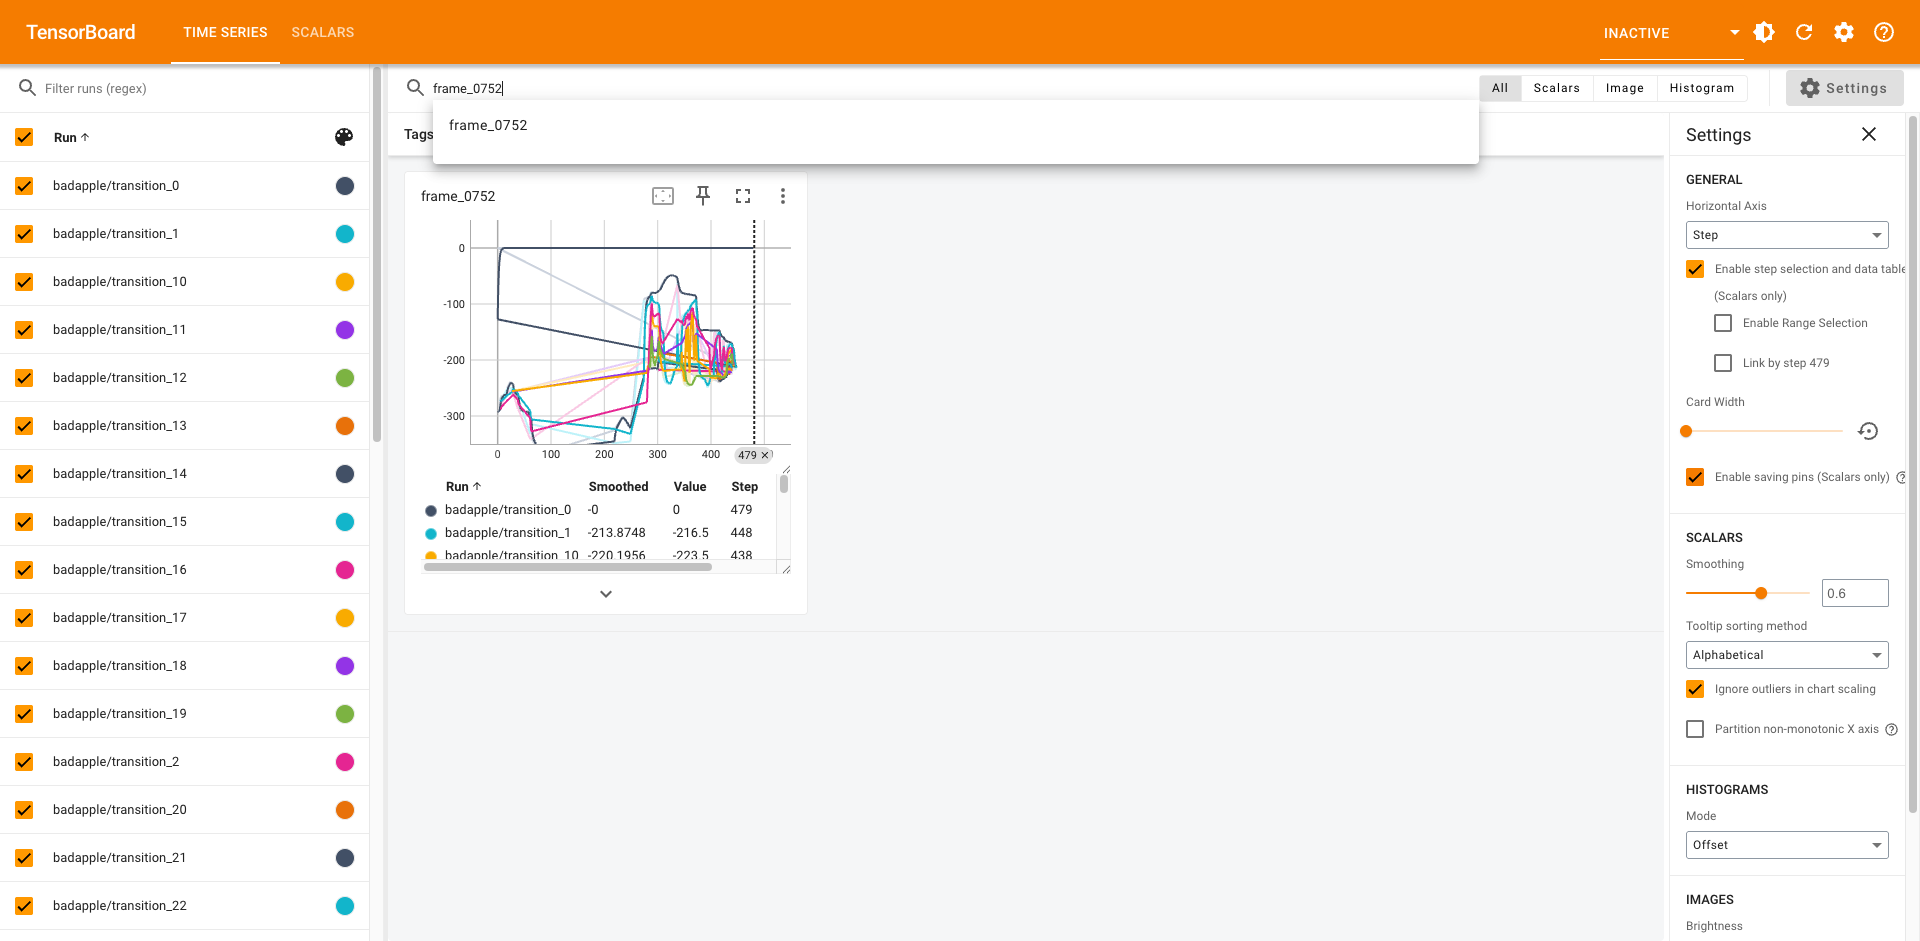 TensorBoard
TIME SERIES
SCALARS
INACTIVE
Filter runs (regex)
Run
badapple/transition_0
badapple/transition_1
badapple/transition_10
badapple/transition_11
badapple/transition_12
badapple/transition_13
badapple/transition_14
badapple/transition_15
badapple/transition_16
badapple/transition_17
badapple/transition_18
badapple/transition_19
badapple/transition_2
badapple/transition_20
badapple/transition_21
badapple/transition_22
frame_0752
frame_0752
All
Scalars
Image
Histogram
Settings
Tags
frame_0752
0
-100
-200
-300
0
100
200
300
400
479
Run Smoothed Value Step
badapple/transition_0 -0 0 479
badapple/transition_1 -213.8748 -216.5 448
badapple/transition_10 -220.1956 -223.5 438
Settings
GENERAL
Horizontal Axis
Step
Enable step selection and data table
(Scalars only)
Enable Range Selection
Link by step 479
Card Width
Enable saving pins (Scalars only)
SCALARS
Smoothing
0.6
Tooltip sorting method
Alphabetical
Ignore outliers in chart scaling
Partition non-monotonic X axis
HISTOGRAMS
Mode
Offset
IMAGES
Brightness